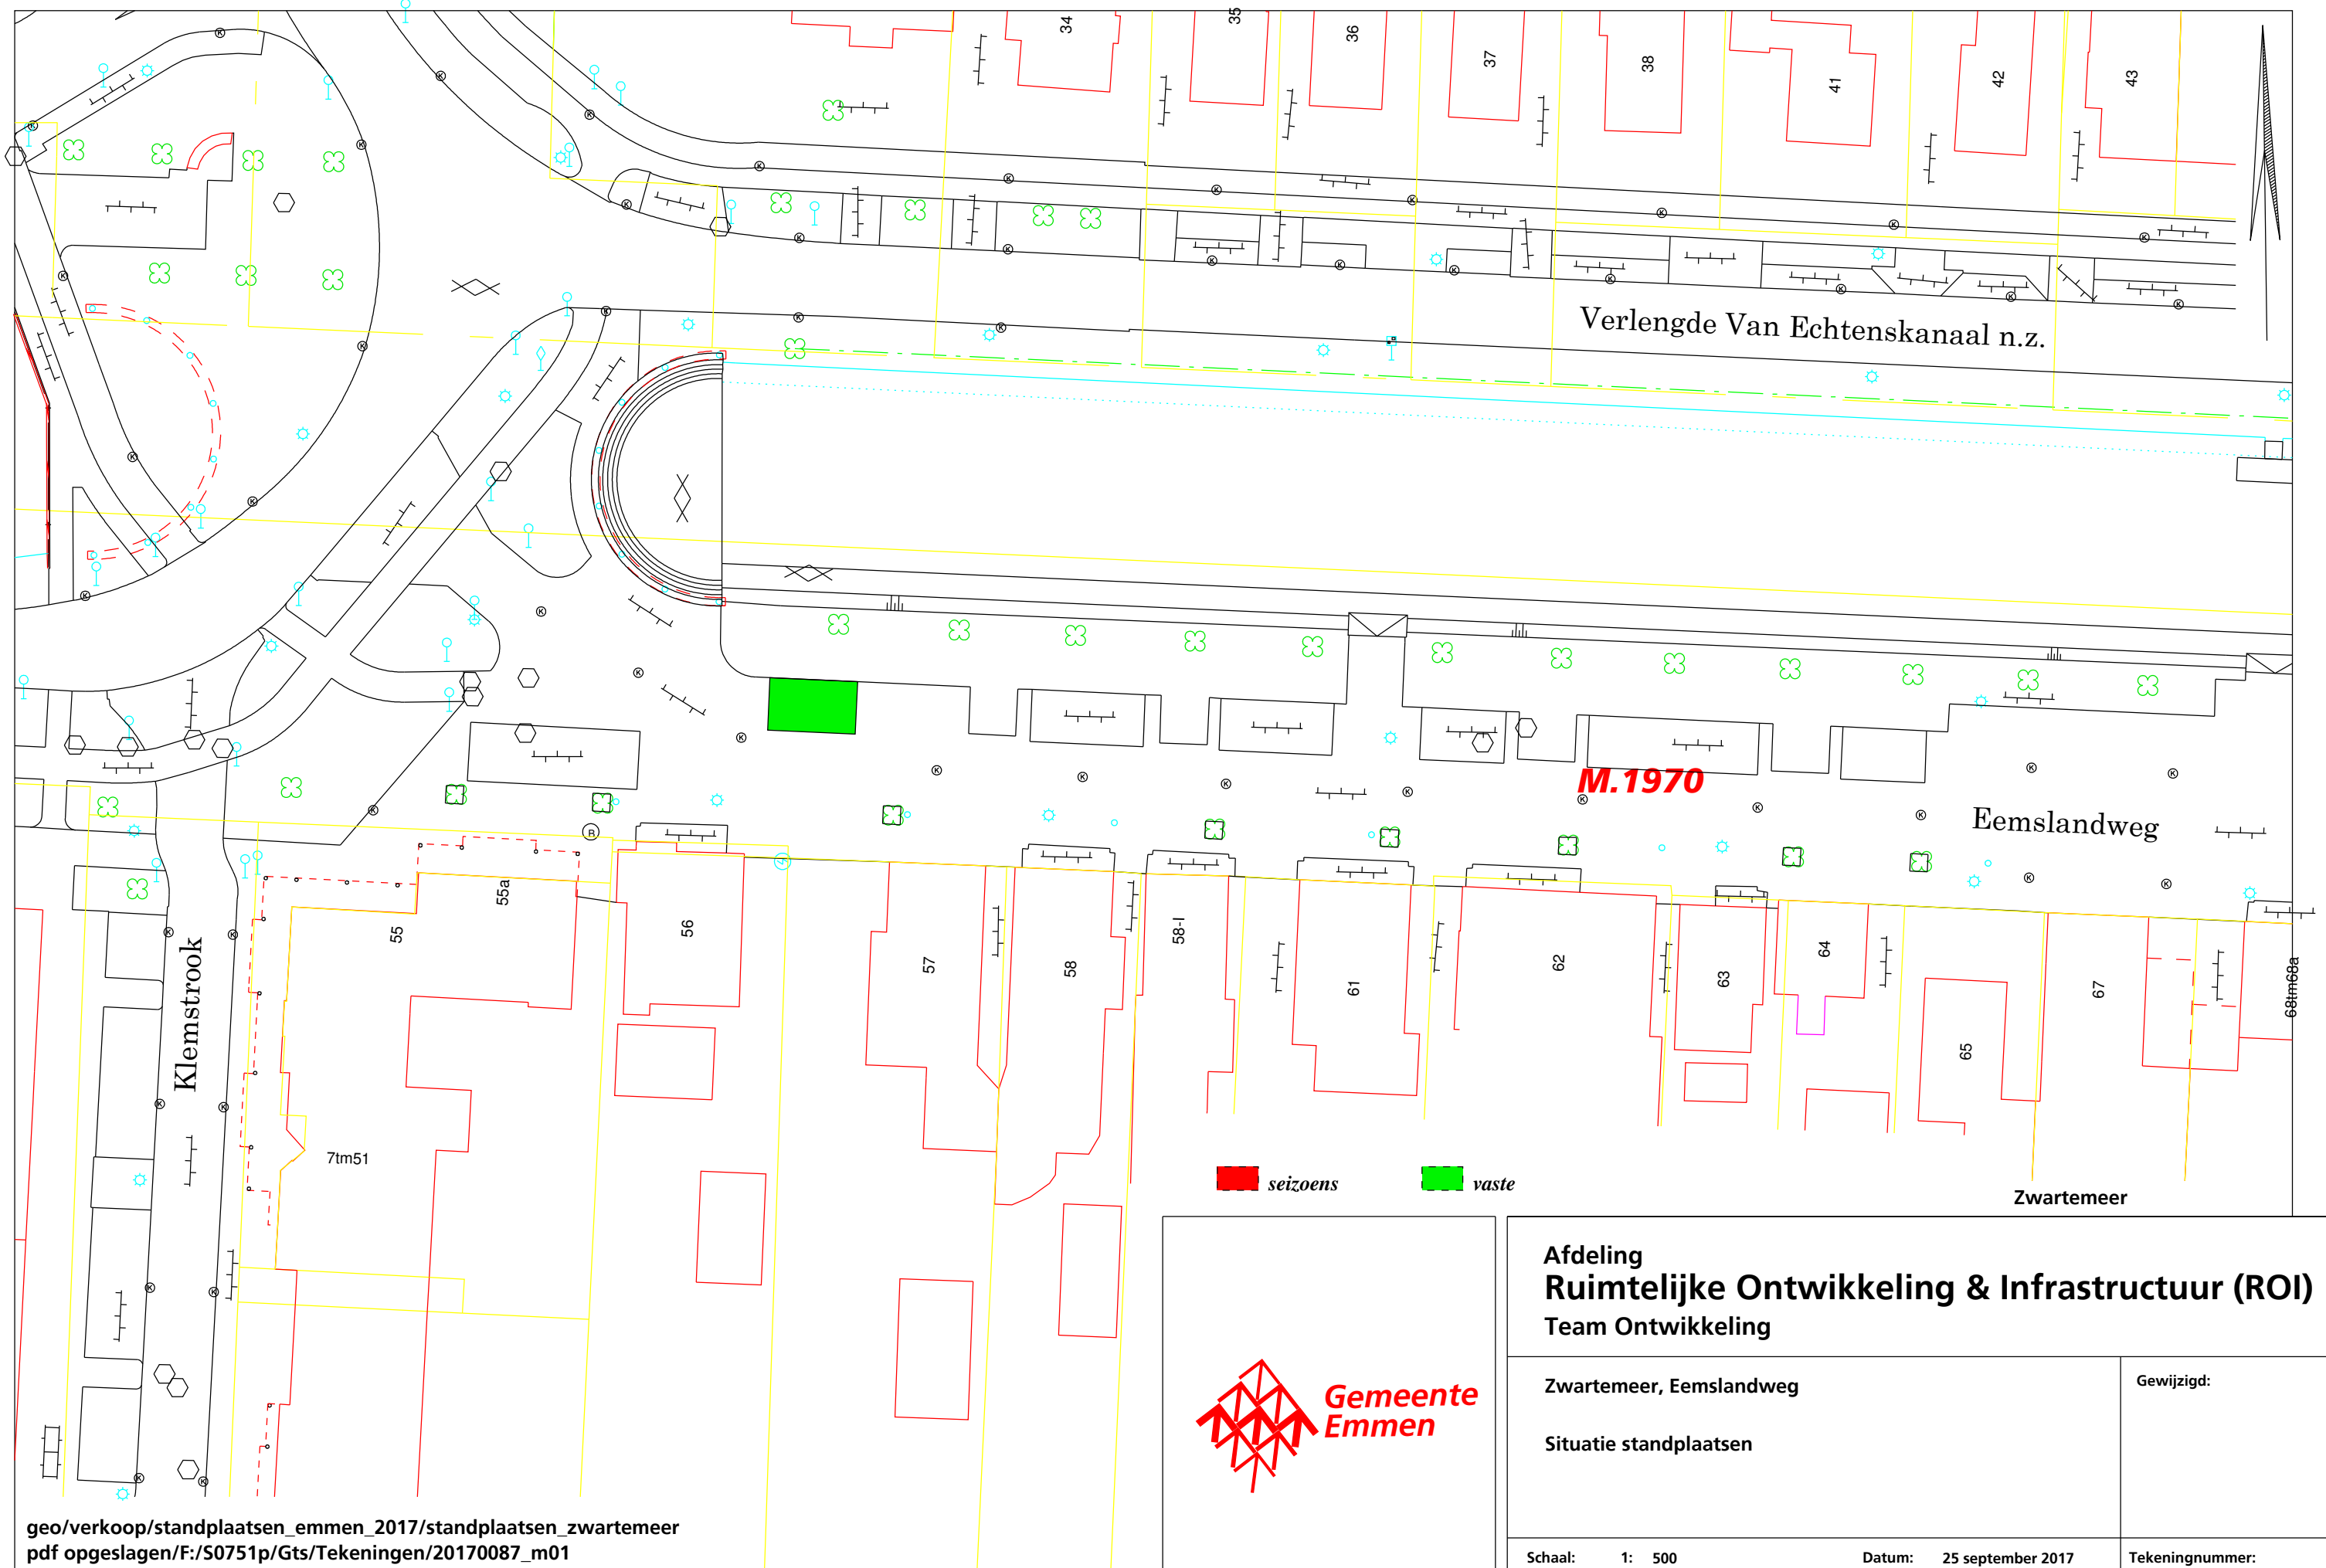 34
35
36
37
38
41
42
43
Verlengde Van Echtenskanaal n.z.
M.1970
Eemslandweg
Klemstrook
55
55a
56
57
58
58-I
61
62
63
64
65
67
68tm68a
7tm51
seizoens
vaste
Zwartemeer
Afdeling
Ruimtelijke Ontwikkeling & Infrastructuur (ROI)
Team Ontwikkeling
Zwartemeer, Eemslandweg
Gewijzigd:
Situatie standplaatsen
Gemeente
Emmen
Schaal: 1: 500
Datum: 25 september 2017
Tekeningnummer:
geo/verkoop/standplaatsen_emmen_2017/standplaatsen_zwartemeer
pdf opgeslagen/F:/S0751p/Gts/Tekeningen/20170087_m01